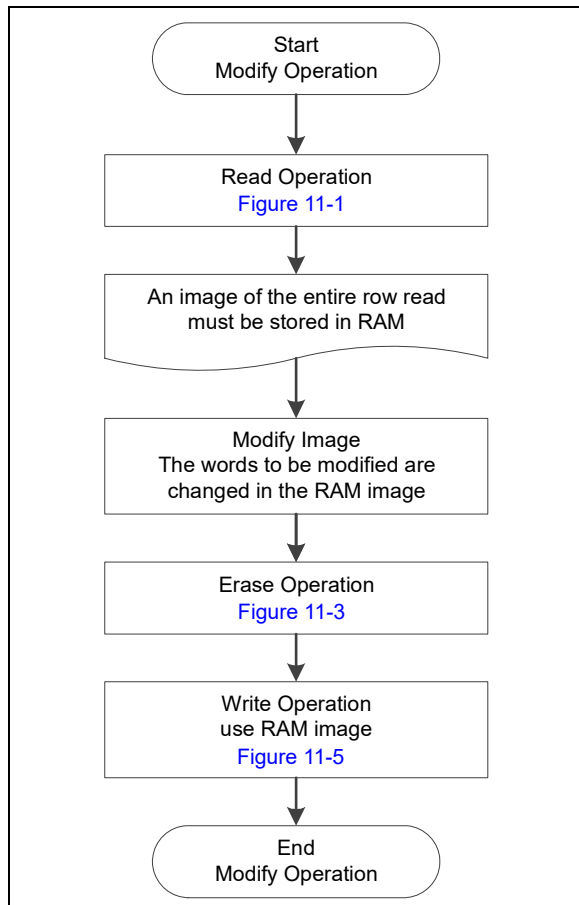 Start
Modify Operation
Read Operation
Figure 11-1
An image of the entire row read
must be stored in RAM
Modify Image
The words to be modified are
changed in the RAM image
Erase Operation
Figure 11-3
Write Operation
use RAM image
Figure 11-5
End
Modify Operation